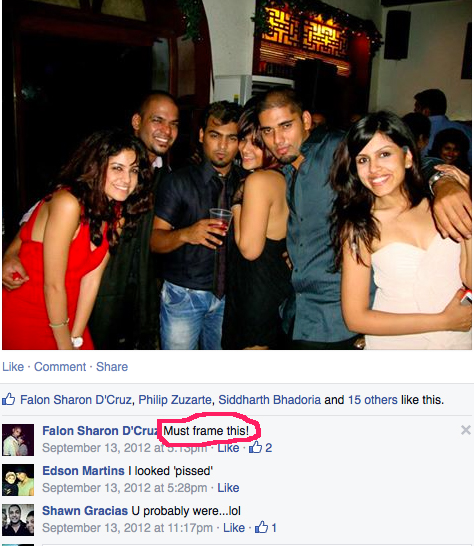 Like · Comment · Share
Falon Sharon D'Cruz, Philip Zuzarte, Siddharth Bhadoria and 15 others like this.
Falon Sharon D'Cruz Must frame this!
September 13, 2012 at 5:13pm · Like · 2
Edson Martins I looked 'pissed'
September 13, 2012 at 5:28pm · Like
Shawn Gracias U probably were...lol
September 13, 2012 at 11:17pm · Like · 1